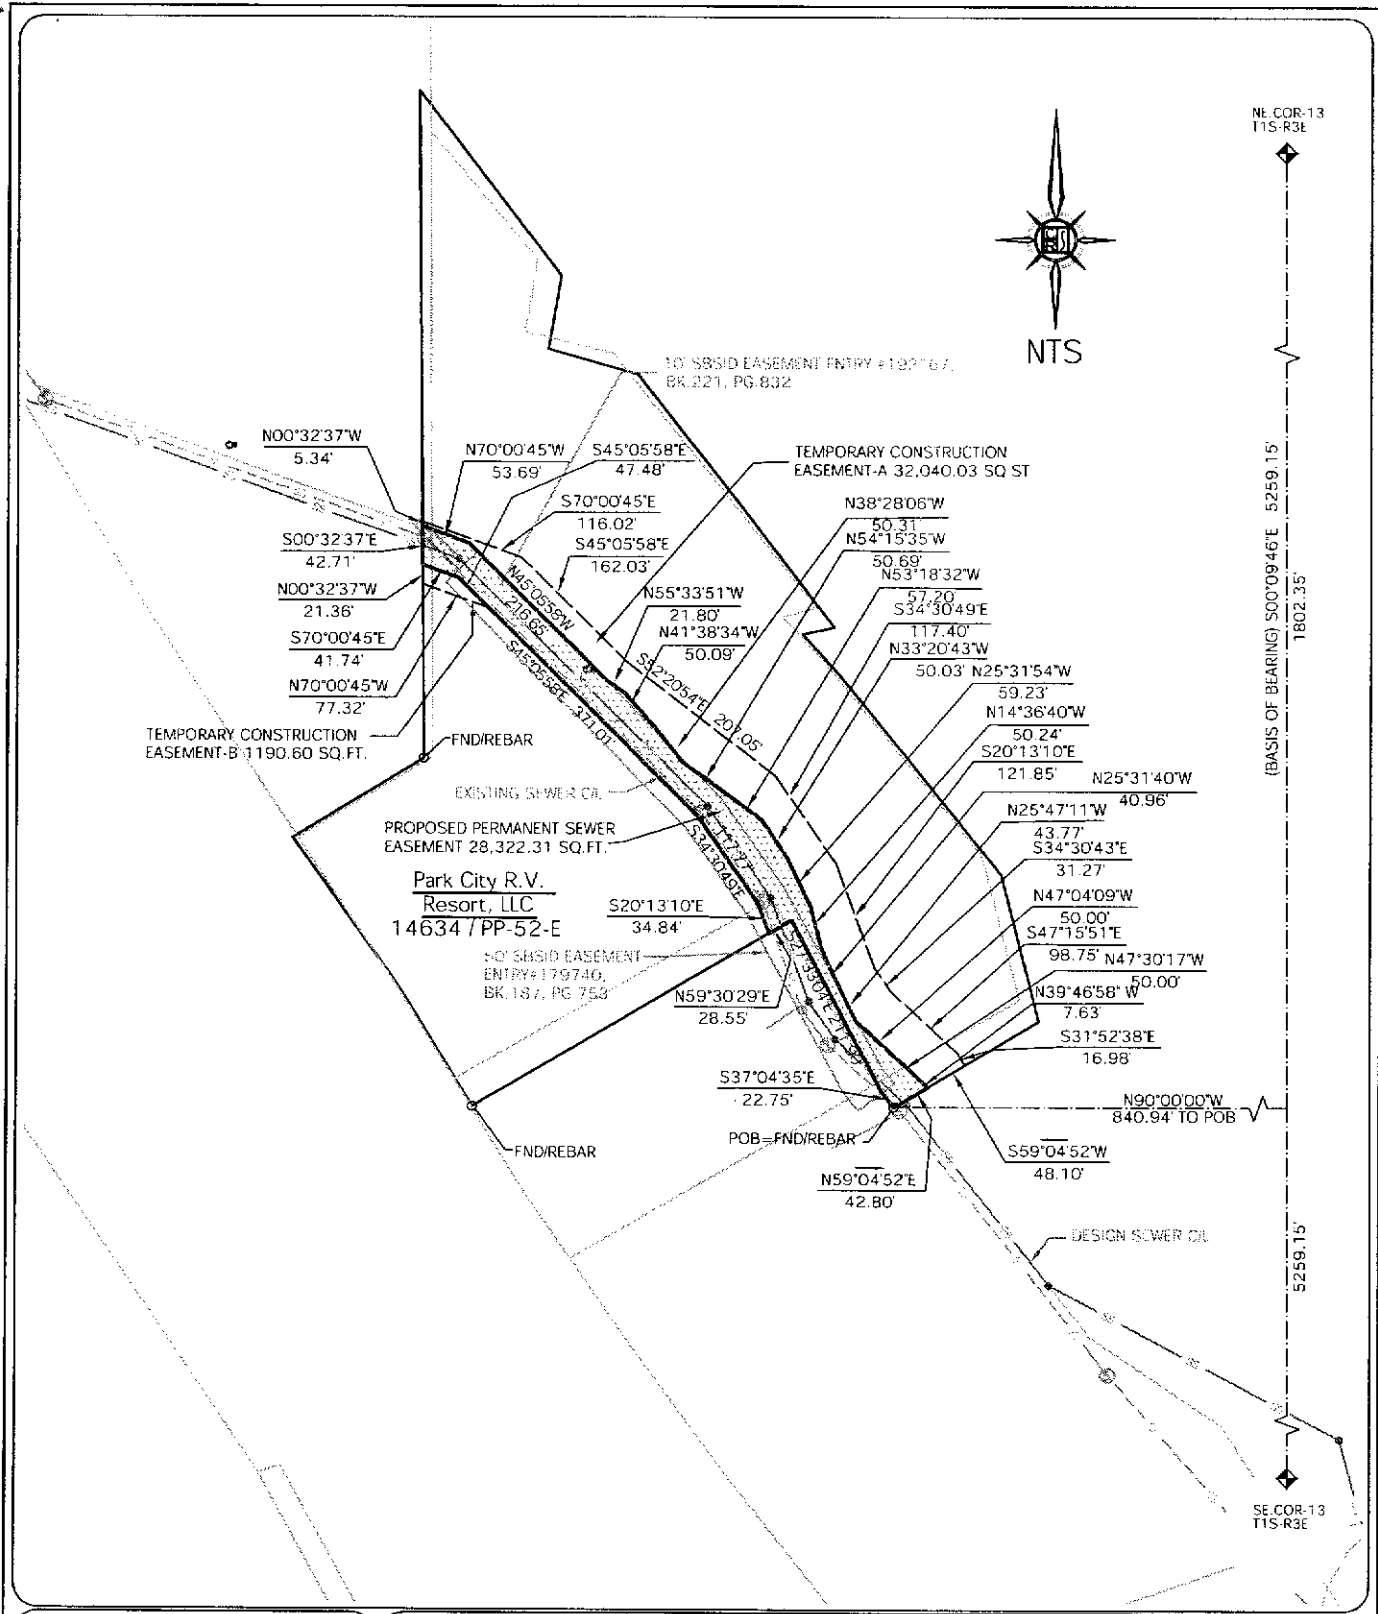 NE.COR-13
T1S-R3E
NTS
10' SBSID EASEMENT ENTRY
BK.221, PG.832
N00°32'37"W
5.34'
N70°00'45"W
53.69'
S45°05'58"E
47.48'
TEMPORARY CONSTRUCTION
EASEMENT-A 32,040.03 SQ ST
S70°00'45"E
116.02'
S45°05'58"E
162.03'
N38°28'06"W
50.31'
N54°15'35"W
50.69'
N53°18'32"W
57.20'
S34°30'49"E
117.40'
N33°20'43"W
50.03'
N25°31'54"W
59.23'
N14°36'40"W
50.24'
S20°13'10"E
121.85'
N25°31'40"W
40.96'
N25°47'11"W
43.77'
S34°30'43"E
31.27'
N47°04'09"W
50.00'
S47°15'51"E
98.75'
N47°30'17"W
50.00'
N39°46'58"W
7.63'
S31°52'38"E
16.98'
S00°32'37"E
42.71'
N00°32'37"W
21.36'
S70°00'45"E
41.74'
N70°00'45"W
77.32'
TEMPORARY CONSTRUCTION
EASEMENT-B 1190.60 SQ.FT.
N45°05'58"W
216.65'
N55°33'51"W
21.80'
N41°38'34"W
50.09'
S52°20'54"E 207.05'
S45°05'58"E 371.01'
FND/REBAR
EXISTING SEWER C/L
PROPOSED PERMANENT SEWER
EASEMENT 28,322.31 SQ.FT.
S34°30'49"E
117.77'
Park City R.V.
Resort, LLC
14634 / PP-52-E
S20°13'10"E
34.84'
50' SBSID EASEMENT
ENTRY#179740,
BK.187, PG 753
N59°30'29"E
28.55'
S37°04'35"E
22.75'
POB=FND/REBAR
N59°04'52"E
42.80'
S59°04'52"W
48.10'
N90°00'00"W
840.94' TO POB
FND/REBAR
DESIGN SEWER C/L
(BASIS OF BEARING) S00°09'46"E 5259.15'
1802.35'
5259.15'
SE.COR-13
T1S-R3E